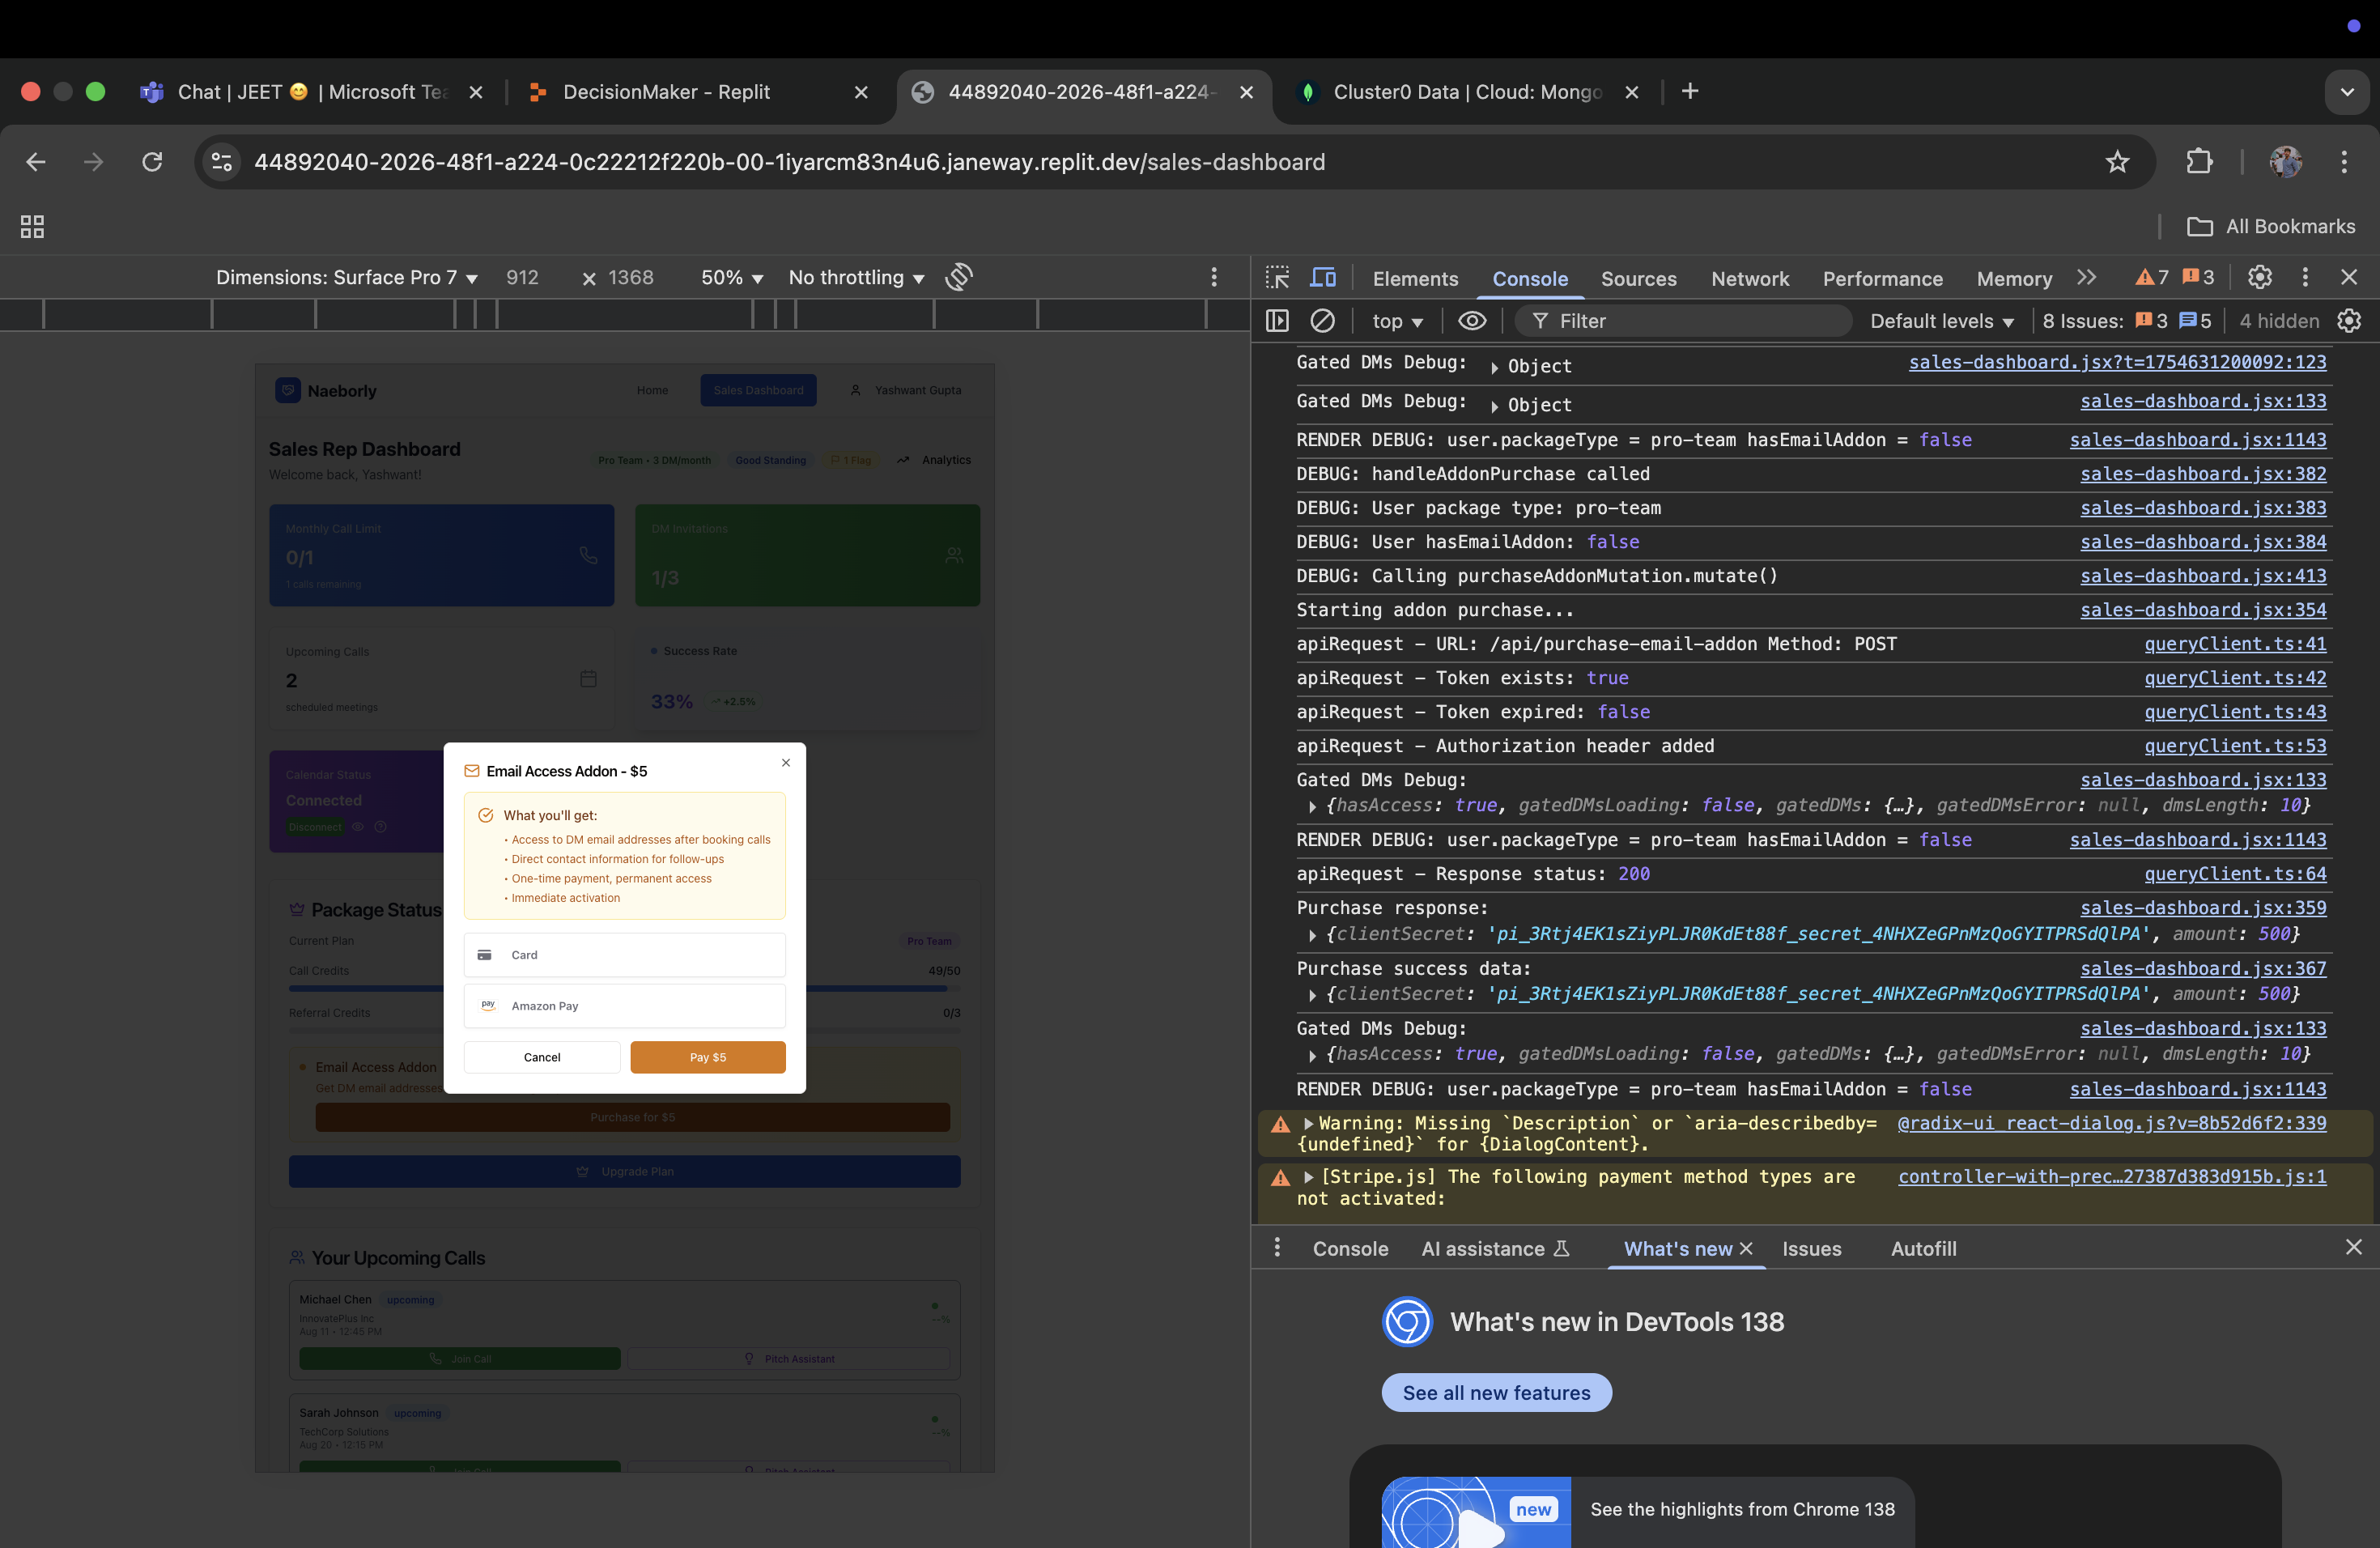 Chat | JEET 😊 | Microsoft Tea
DecisionMaker - Replit
44892040-2026-48f1-a224-
Cluster0 Data | Cloud: Mongo
44892040-2026-48f1-a224-0c22212f220b-00-1iyarcm83n4u6.janeway.replit.dev/sales-dashboard
All Bookmarks
Dimensions: Surface Pro 7 912 × 1368 50% No throttling
Naeborly Home Sales Dashboard Yashwant Gupta
Sales Rep Dashboard
Welcome back, Yashwant!
Pro Team • 3 DM/month Good Standing 1 Flag Analytics
Monthly Call Limit
0/1
1 calls remaining
DM Invitations
1/3
Upcoming Calls
2
scheduled meetings
Success Rate
33% +2.5%
Calendar Status
Connected
Disconnect
Email Access Addon - $5
What you'll get:
• Access to DM email addresses after booking calls
• Direct contact information for follow-ups
• One-time payment, permanent access
• Immediate activation
Card
pay Amazon Pay
Cancel Pay $5
Package Status
Current Plan Pro Team
Call Credits 49/50
Referral Credits 0/3
Email Access Addon
Get DM email addresses
Purchase for $5
Upgrade Plan
Your Upcoming Calls
Michael Chen upcoming
InnovatePlus Inc
Aug 11 • 12:45 PM
--%
Join Call Pitch Assistant
Sarah Johnson upcoming
TechCorp Solutions
Aug 20 • 12:15 PM
--%
Join Call Pitch Assistant
Elements Console Sources Network Performance Memory 7 3
top Filter Default levels 8 Issues: 3 5 4 hidden
Gated DMs Debug: Object sales-dashboard.jsx?t=1754631200092:123
Gated DMs Debug: Object sales-dashboard.jsx:133
RENDER DEBUG: user.packageType = pro-team hasEmailAddon = false sales-dashboard.jsx:1143
DEBUG: handleAddonPurchase called sales-dashboard.jsx:382
DEBUG: User package type: pro-team sales-dashboard.jsx:383
DEBUG: User hasEmailAddon: false sales-dashboard.jsx:384
DEBUG: Calling purchaseAddonMutation.mutate() sales-dashboard.jsx:413
Starting addon purchase... sales-dashboard.jsx:354
apiRequest - URL: /api/purchase-email-addon Method: POST queryClient.ts:41
apiRequest - Token exists: true queryClient.ts:42
apiRequest - Token expired: false queryClient.ts:43
apiRequest - Authorization header added queryClient.ts:53
Gated DMs Debug: sales-dashboard.jsx:133
{hasAccess: true, gatedDMsLoading: false, gatedDMs: {…}, gatedDMsError: null, dmsLength: 10}
RENDER DEBUG: user.packageType = pro-team hasEmailAddon = false sales-dashboard.jsx:1143
apiRequest - Response status: 200 queryClient.ts:64
Purchase response: sales-dashboard.jsx:359
{clientSecret: 'pi_3Rtj4EK1sZiyPLJR0KdEt88f_secret_4NHXZeGPnMzQoGYITPRSdQlPA', amount: 500}
Purchase success data: sales-dashboard.jsx:367
{clientSecret: 'pi_3Rtj4EK1sZiyPLJR0KdEt88f_secret_4NHXZeGPnMzQoGYITPRSdQlPA', amount: 500}
Gated DMs Debug: sales-dashboard.jsx:133
{hasAccess: true, gatedDMsLoading: false, gatedDMs: {…}, gatedDMsError: null, dmsLength: 10}
RENDER DEBUG: user.packageType = pro-team hasEmailAddon = false sales-dashboard.jsx:1143
Warning: Missing `Description` or `aria-describedby= @radix-ui_react-dialog.js?v=8b52d6f2:339
{undefined}` for {DialogContent}.
[Stripe.js] The following payment method types are controller-with-prec…27387d383d915b.js:1
not activated:
Console AI assistance What's new Issues Autofill
What's new in DevTools 138
See all new features
new See the highlights from Chrome 138